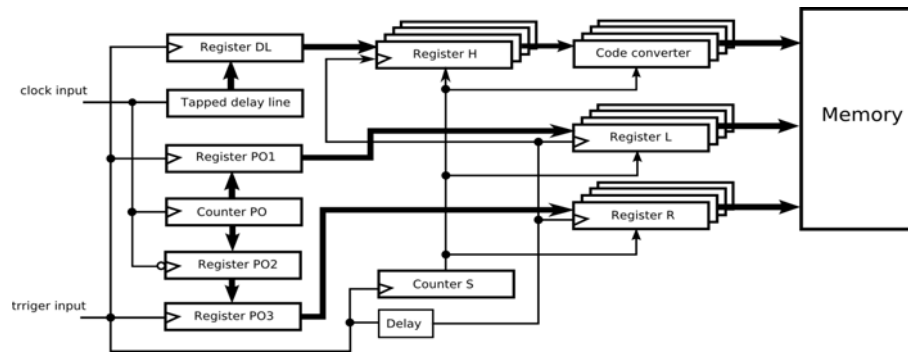 Register DL
Register H
Code converter
clock input
Tapped delay line
Memory
Register L
Register PO1
Counter PO
Register R
Register PO2
Counter S
trriger input
Register PO3
Delay